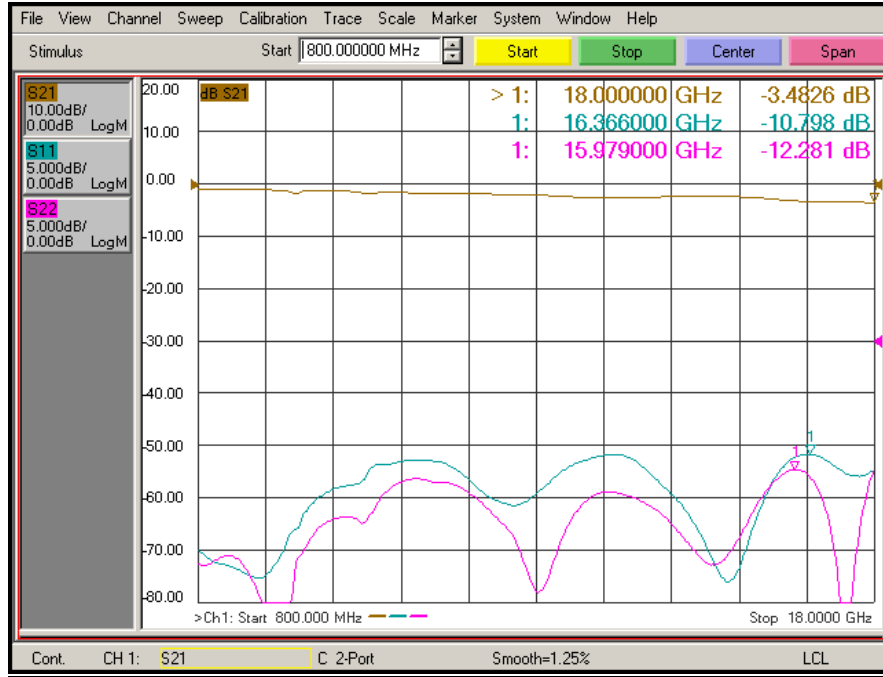 File View Channel Sweep Calibration Trace Scale Marker System Window Help
Stimulus Start 800.000000 MHz Start Stop Center Span
S21
10.00dB/
0.00dB LogM
S11
5.000dB/
0.00dB LogM
S22
5.000dB/
0.00dB LogM
dB S21
> 1: 18.000000 GHz -3.4826 dB
1: 16.366000 GHz -10.798 dB
1: 15.979000 GHz -12.281 dB
20.00
10.00
0.00
-10.00
-20.00
-30.00
-40.00
-50.00
-60.00
-70.00
-80.00
1
1
>Ch1: Start 800.000 MHz Stop 18.0000 GHz
Cont. CH 1: S21 C 2-Port Smooth=1.25% LCL